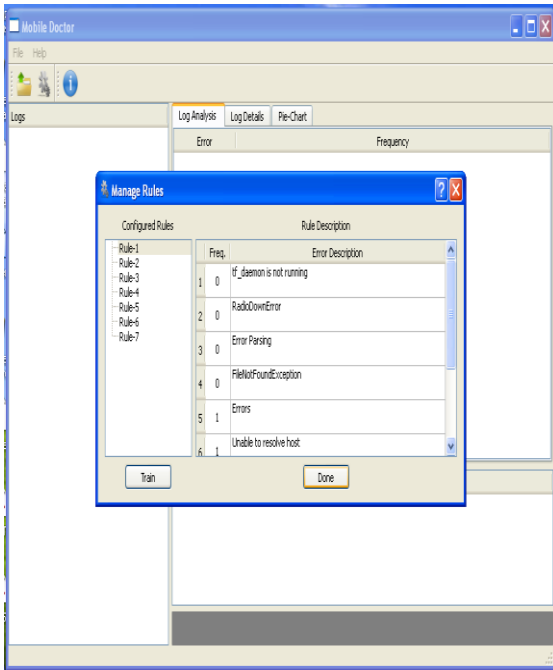 Mobile Doctor
File Help
Logs
Log Analysis Log Details Pie-Chart
Error Frequency
Manage Rules
Configured Rules Rule Description
Rule-1
Rule-2
Rule-3
Rule-4
Rule-5
Rule-6
Rule-7
Freq. Error Description
1 0 tf_daemon is not running
2 0 RadioDownError
3 0 Error Parsing
4 0 FileNotFoundException
5 1 Errors
6 1 Unable to resolve host
Train Done